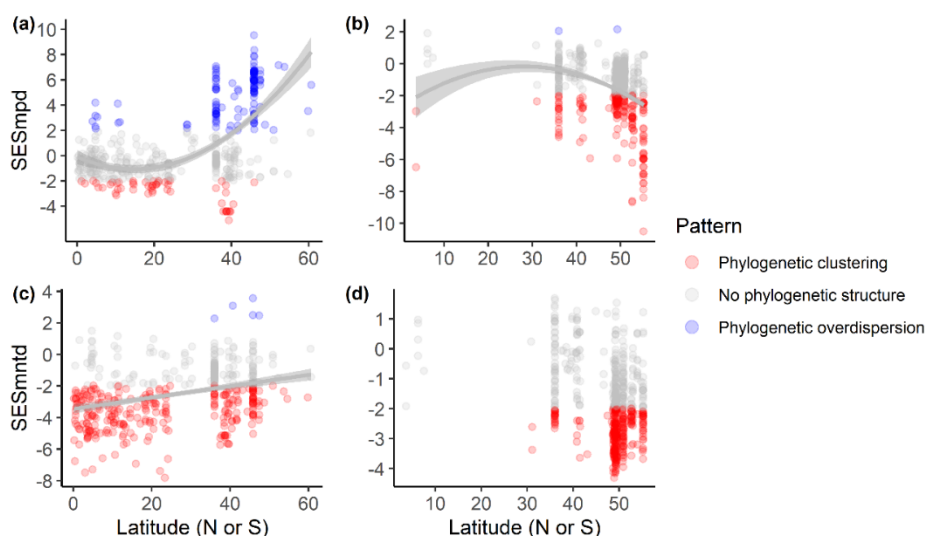 (a)
SESmpd
10
8
6
4
2
0
-2
-4
0 20 40 60
(b)
2
0
-2
-4
-6
-8
-10
10 20 30 40 50
(c)
SESmntd
4
2
0
-2
-4
-6
-8
0 20 40 60
Latitude (N or S)
(d)
1
0
-1
-2
-3
-4
10 20 30 40 50
Latitude (N or S)
Pattern
Phylogenetic clustering
No phylogenetic structure
Phylogenetic overdispersion